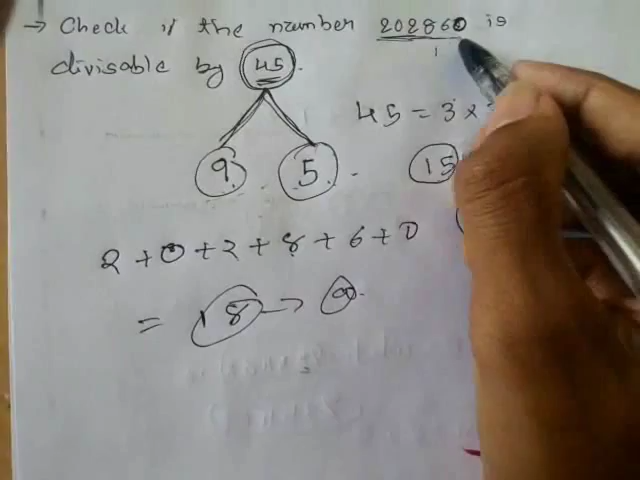 → Check if the number 202860 is
divisable by 45.
45 = 3 ×
9 5
15
2 + 0 + 2 + 8 + 6 + 0
= 18 → 9.